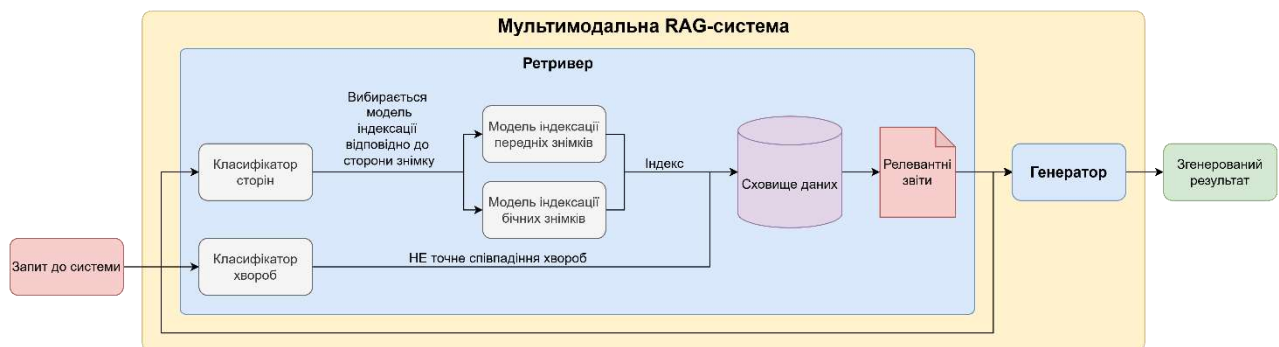 Мультимодальна RAG-система
Ретривер
Вибирається
модель
індексації
відповідно до
сторони знімку
Класифікатор
сторін
Модель індексації
передніх знімків
Модель індексації
бічних знімків
Індекс
Сховище даних
Релевантні
звіти
Генератор
Згенерований
результат
Запит до системи
Класифікатор
хвороб
НЕ точне співпадіння хвороб